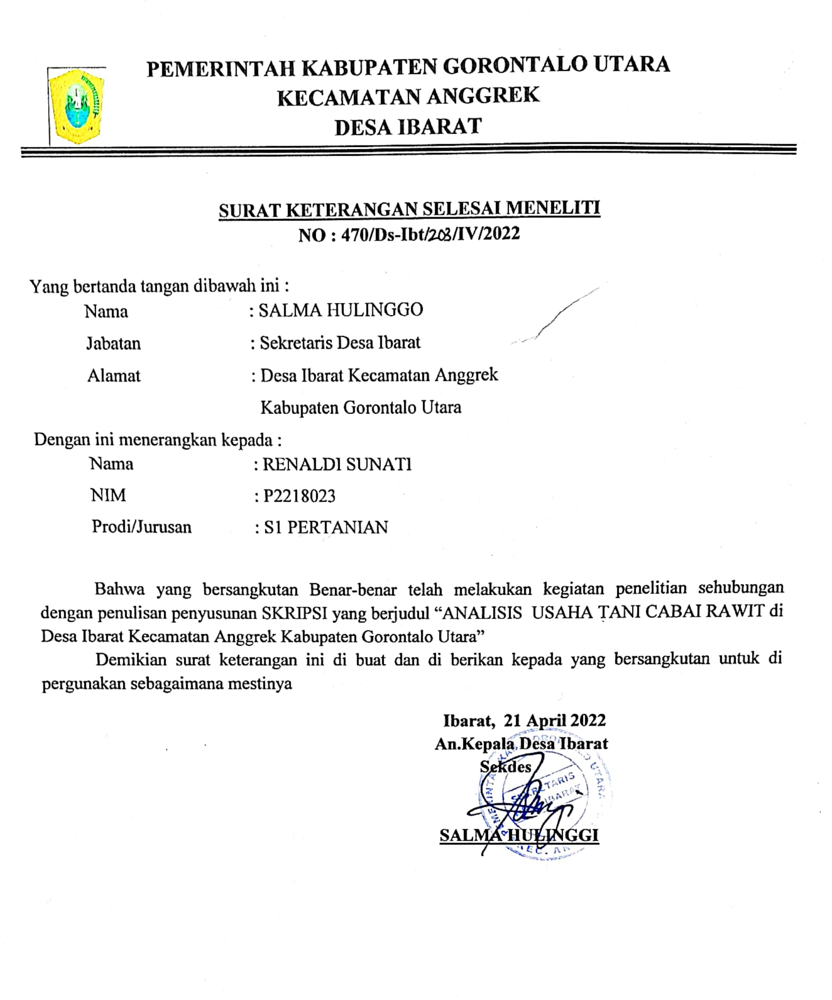 PEMERINTAH KABUPATEN GORONTALO UTARA
KECAMATAN ANGGREK
DESA IBARAT
SURAT KETERANGAN SELESAI MENELITI
NO : 470/Ds-Ibt/203/IV/2022
Yang bertanda tangan dibawah ini :
Nama : SALMA HULINGGO
Jabatan : Sekretaris Desa Ibarat
Alamat : Desa Ibarat Kecamatan Anggrek
Kabupaten Gorontalo Utara
Dengan ini menerangkan kepada :
Nama : RENALDI SUNATI
NIM : P2218023
Prodi/Jurusan : S1 PERTANIAN
Bahwa yang bersangkutan Benar-benar telah melakukan kegiatan penelitian sehubungan
dengan penulisan penyusunan SKRIPSI yang berjudul “ANALISIS USAHA TANI CABAI RAWIT di
Desa Ibarat Kecamatan Anggrek Kabupaten Gorontalo Utara”
Demikian surat keterangan ini di buat dan di berikan kepada yang bersangkutan untuk di
pergunakan sebagaimana mestinya
Ibarat, 21 April 2022
An.Kepala Desa Ibarat
Sekdes
SALMA HULINGGI